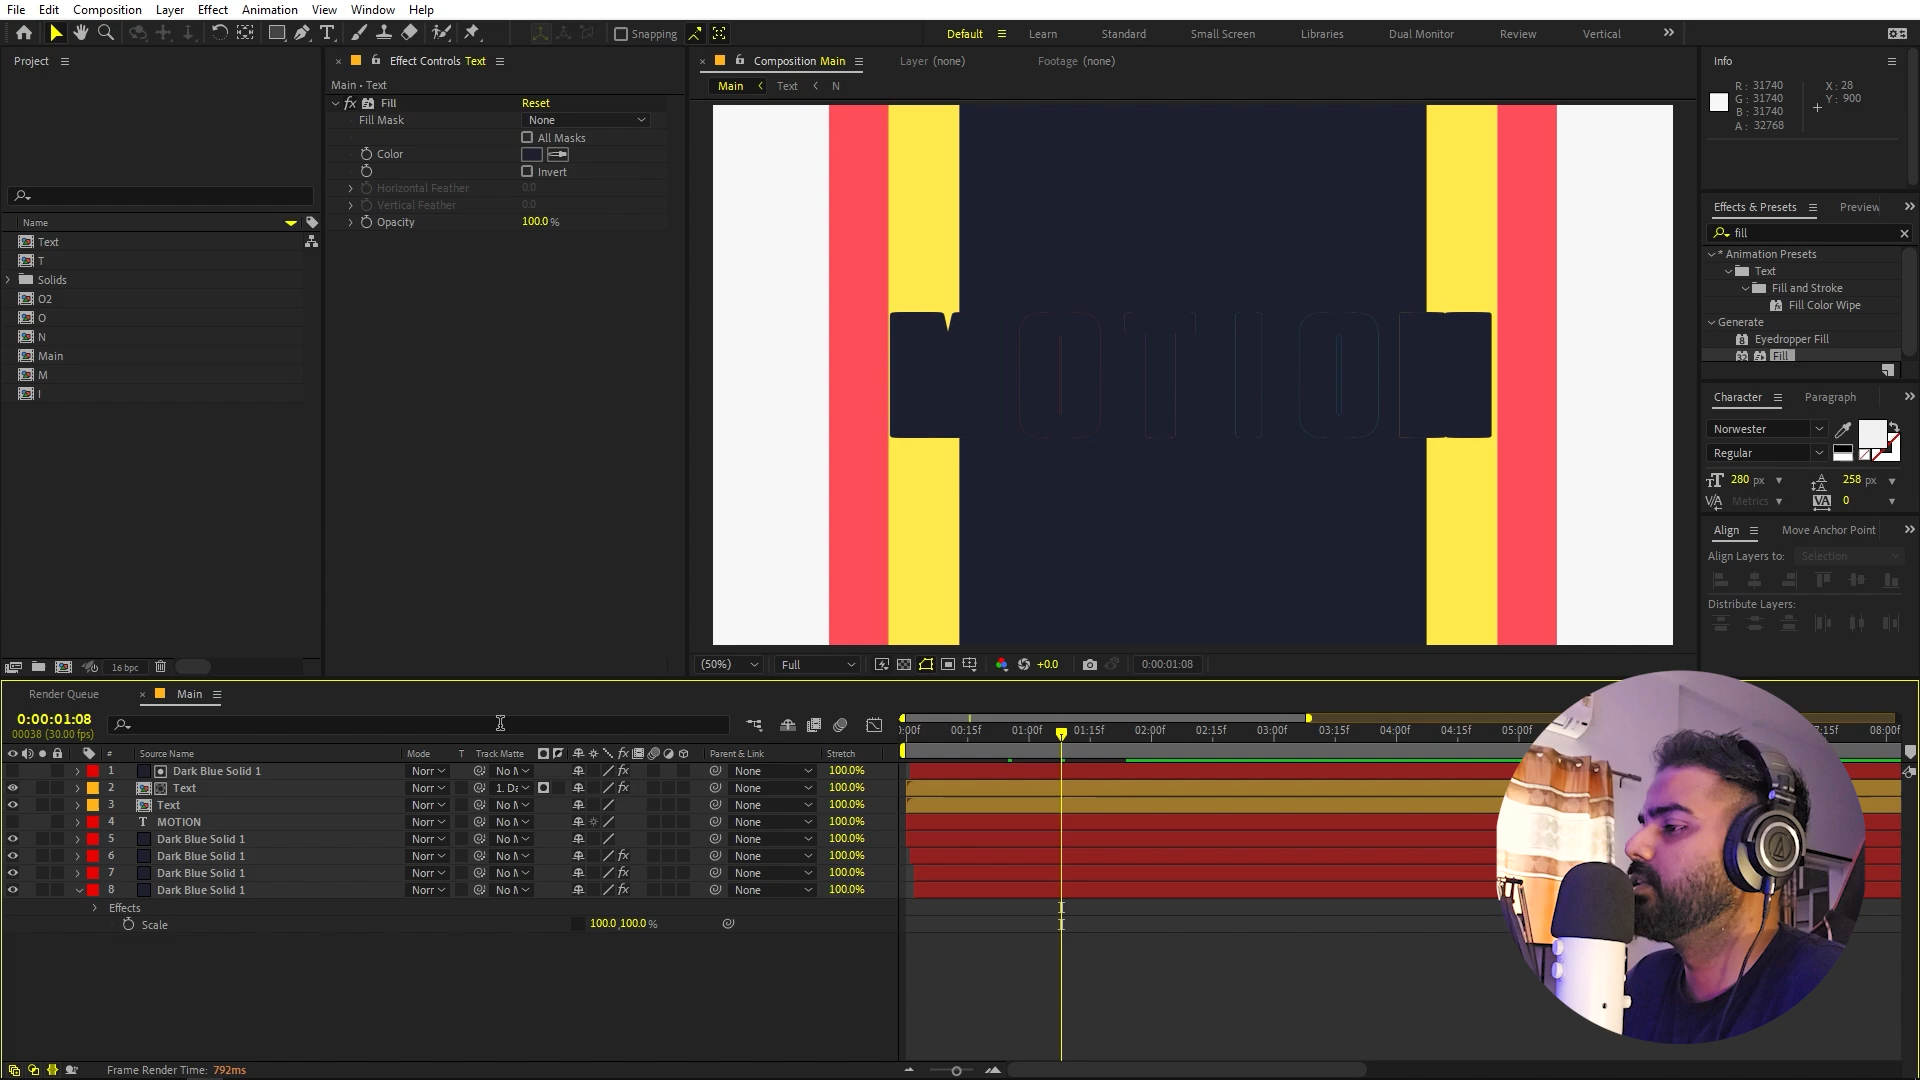 File Edit Composition Layer Effect Animation View Window Help
Snapping
Default Learn Standard Small Screen Libraries Dual Monitor Review Vertical
Project
Effect Controls Text
Main • Text
fx Fill Reset
Fill Mask None
All Masks
Color
Invert
Horizontal Feather 0.0
Vertical Feather 0.0
Opacity 100.0 %
Name
Text
T
Solids
O2
O
N
Main
M
I
16 bpc
Composition Main Layer (none) Footage (none)
Main Text N
OTIO
(50%) Full +0.0 0:00:01:08
Info
R : 31740 X : 28
G : 31740 Y : 900
B : 31740
A : 32768
Effects & Presets Preview
fill
* Animation Presets
Text
Fill and Stroke
Fill Color Wipe
Generate
Eyedropper Fill
Fill
Character Paragraph
Norwester
Regular
280 px 258 px
Metrics 0
Align Move Anchor Point
Align Layers to: Selection
Distribute Layers:
Render Queue Main
0:00:01:08
00038 (30.00 fps)
:00f 00:15f 01:00f 01:15f 02:00f 02:15f 03:00f 03:15f 04:00f 04:15f 05:00f 7:15f 08:00f
# Source Name Mode T Track Matte Parent & Link Stretch
1 Dark Blue Solid 1 Norr No M None 100.0%
2 Text Norr 1. Da None 100.0%
3 Text Norr No M None 100.0%
4 T MOTION Norr No M None 100.0%
5 Dark Blue Solid 1 Norr No M None 100.0%
6 Dark Blue Solid 1 Norr No M None 100.0%
7 Dark Blue Solid 1 Norr No M None 100.0%
8 Dark Blue Solid 1 Norr No M None 100.0%
Effects
Scale 100.0,100.0 %
Frame Render Time: 792ms